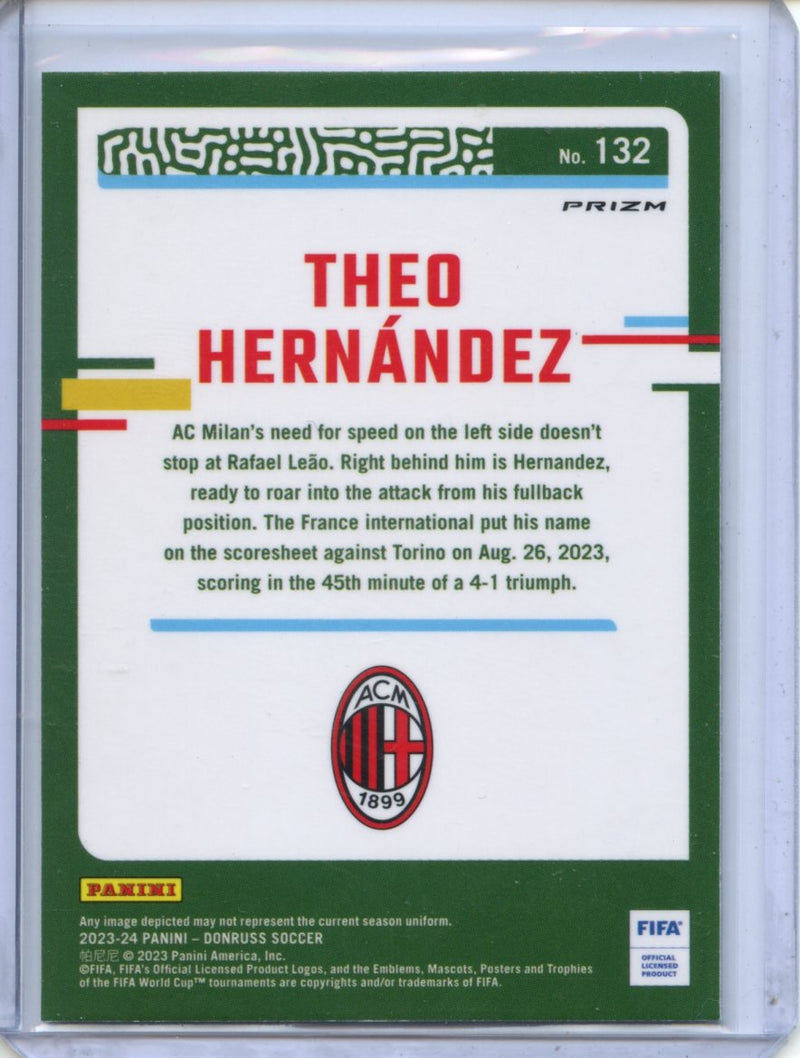 No. 132
PRIZM
THEO
HERNÁNDEZ
AC Milan's need for speed on the left side doesn't
stop at Rafael Leão. Right behind him is Hernandez,
ready to roar into the attack from his fullback
position. The France international put his name
on the scoresheet against Torino on Aug. 26, 2023,
scoring in the 45th minute of a 4-1 triumph.
ACM
1899
PANINI
Any image depicted may not represent the current season uniform.
2023-24 PANINI – DONRUSS SOCCER
帕尼尼 © 2023 Panini America, Inc.
©FIFA, FIFA's Official Licensed Product Logos, and the Emblems, Mascots, Posters and Trophies
of the FIFA World Cup™ tournaments are copyrights and/or trademarks of FIFA.
FIFA®
OFFICIAL
LICENSED
PRODUCT